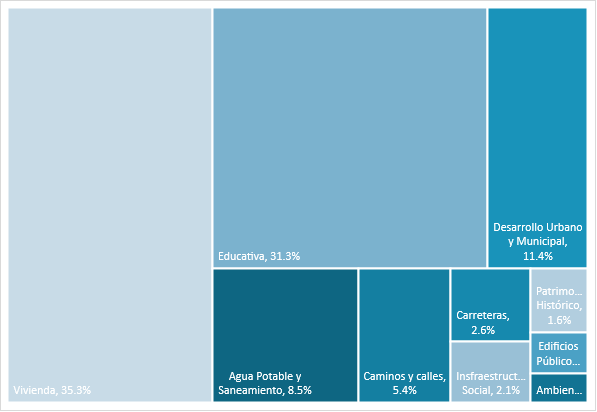 Vivienda, 35.3%
Educativa, 31.3%
Desarrollo Urbano
y Municipal,
11.4%
Agua Potable y
Saneamiento, 8.5%
Caminos y calles,
5.4%
Carreteras,
2.6%
Insfraestruct...
Social, 2.1%
Patrimo...
Histórico,
1.6%
Edificios
Público...
Ambien...